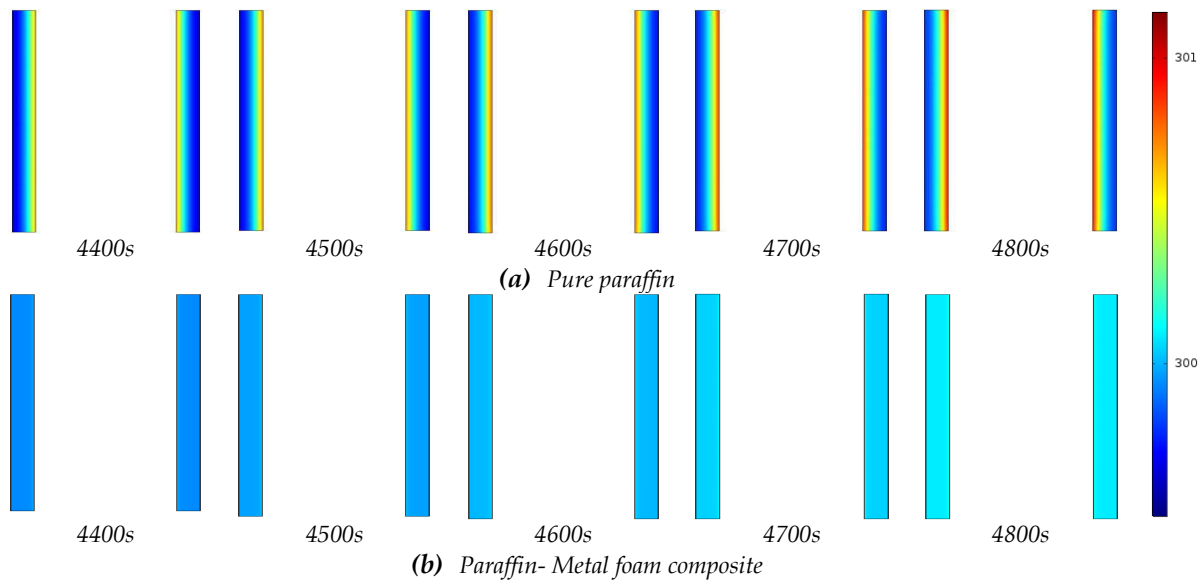 301
4400s 4500s 4600s 4700s 4800s
(a) Pure paraffin
300
4400s 4500s 4600s 4700s 4800s
(b) Paraffin- Metal foam composite